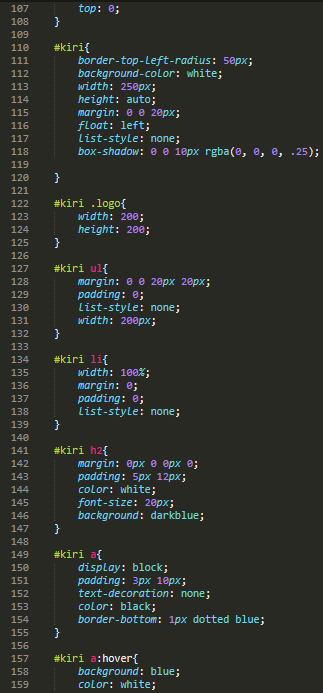 107 top: 0;
108 }
109
110 #kiri{
111 border-top-left-radius: 50px;
112 background-color: white;
113 width: 250px;
114 height: auto;
115 margin: 0 0 20px;
116 float: left;
117 list-style: none;
118 box-shadow: 0 0 10px rgba(0, 0, 0, .25);
119
120 }
121
122 #kiri .logo{
123 width: 200;
124 height: 200;
125 }
126
127 #kiri ul{
128 margin: 0 0 20px 20px;
129 padding: 0;
130 list-style: none;
131 width: 200px;
132 }
133
134 #kiri li{
135 width: 100%;
136 margin: 0;
137 padding: 0;
138 list-style: none;
139 }
140
141 #kiri h2{
142 margin: 0px 0 0px 0;
143 padding: 5px 12px;
144 color: white;
145 font-size: 20px;
146 background: darkblue;
147 }
148
149 #kiri a{
150 display: block;
151 padding: 3px 10px;
152 text-decoration: none;
153 color: black;
154 border-bottom: 1px dotted blue;
155 }
156
157 #kiri a:hover{
158 background: blue;
159 color: white;